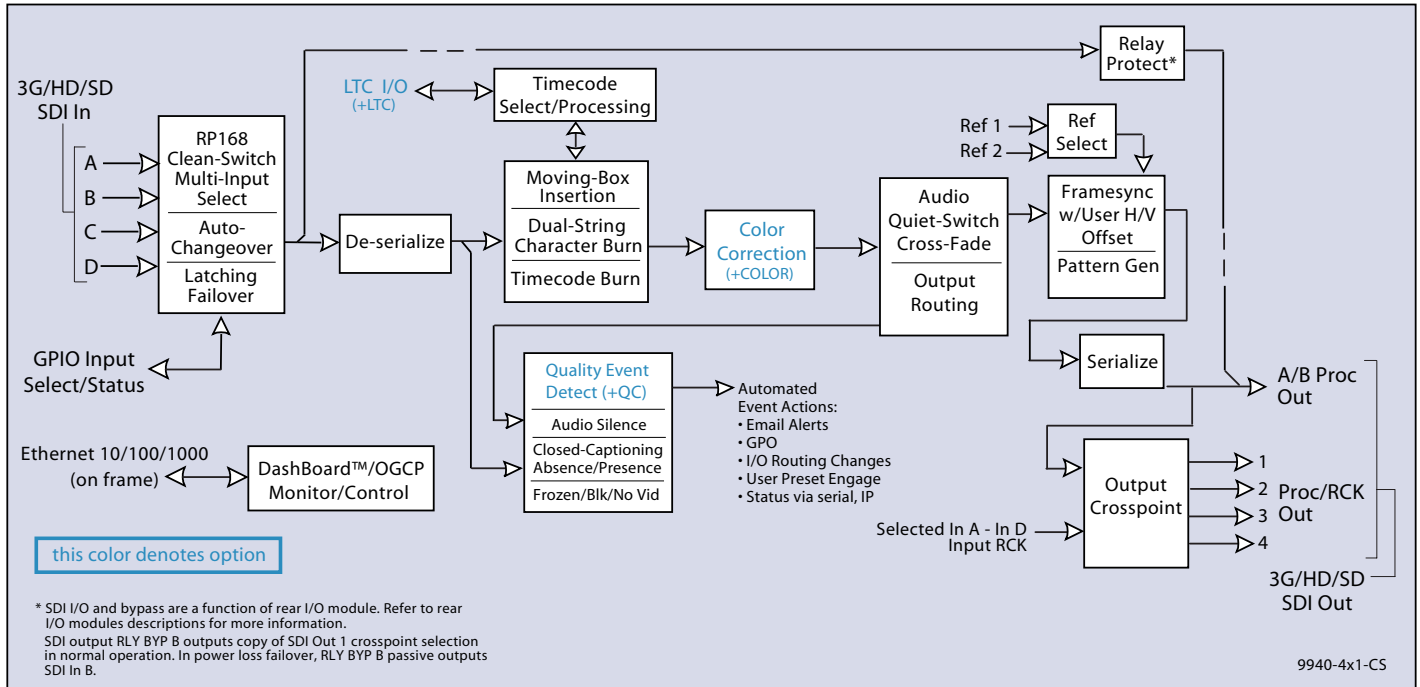 3G/HD/SD
SDI In
A
B
C
D
RP168
Clean-Switch
Multi-Input
Select
Auto-
Changeover
Latching
Failover
GPIO Input
Select/Status
LTC I/O
(+LTC)
Timecode
Select/Processing
De-serialize
Moving-Box
Insertion
Dual-String
Character Burn
Timecode Burn
Color
Correction
(+COLOR)
Audio
Quiet-Switch
Cross-Fade
Output
Routing
Relay
Protect*
Ref 1
Ref 2
Ref
Select
Framesync
w/User H/V
Offset
Pattern Gen
Serialize
A/B Proc
Out
Quality Event
Detect (+QC)
Audio Silence
Closed-Captioning
Absence/Presence
Frozen/Blk/No Vid
Automated
Event Actions:
• Email Alerts
• GPO
• I/O Routing Changes
• User Preset Engage
• Status via serial, IP
Ethernet 10/100/1000
(on frame)
DashBoard™/OGCP
Monitor/Control
Selected In A - In D
Input RCK
Output
Crosspoint
1
2
3
4
Proc/RCK
Out
3G/HD/SD
SDI Out
this color denotes option
* SDI I/O and bypass are a function of rear I/O module. Refer to rear
I/O modules descriptions for more information.
SDI output RLY BYP B outputs copy of SDI Out 1 crosspoint selection
in normal operation. In power loss failover, RLY BYP B passive outputs
SDI In B.
9940-4x1-CS